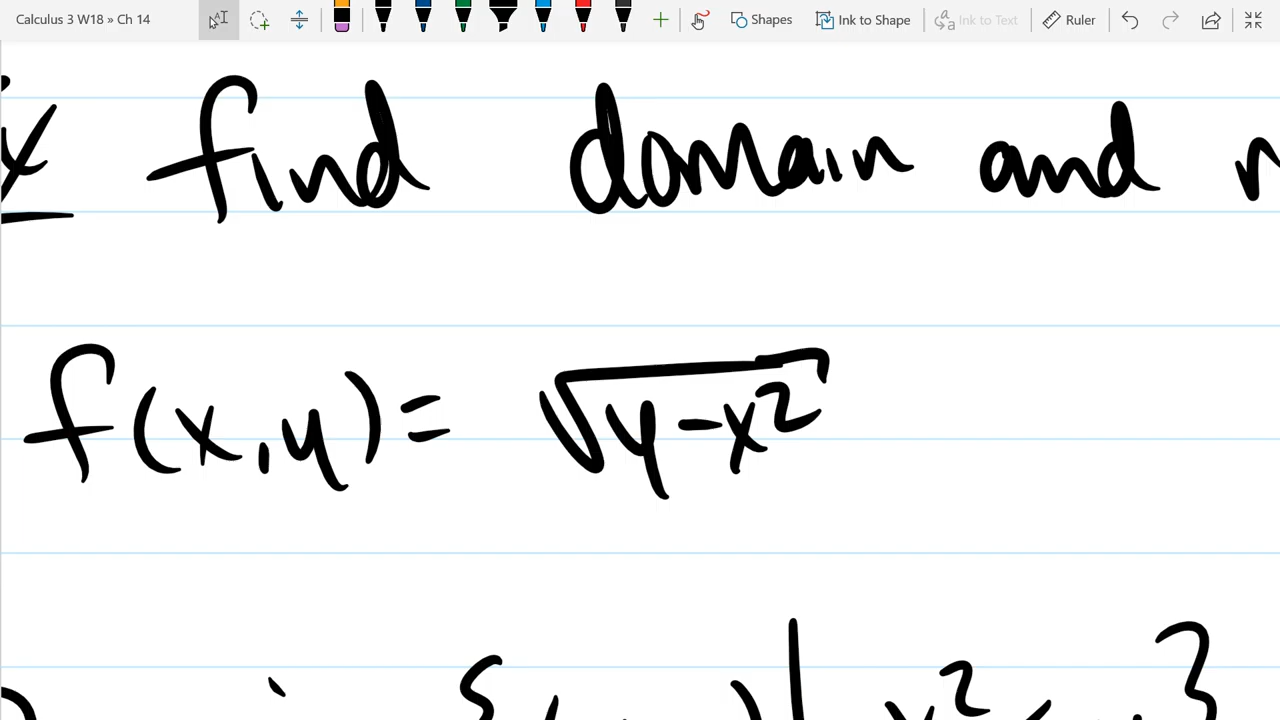 Calculus 3 W18 » Ch 14 Shapes Ink to Shape Ink to Text Ruler
find domain and
f(x,y) = √(y-x²)